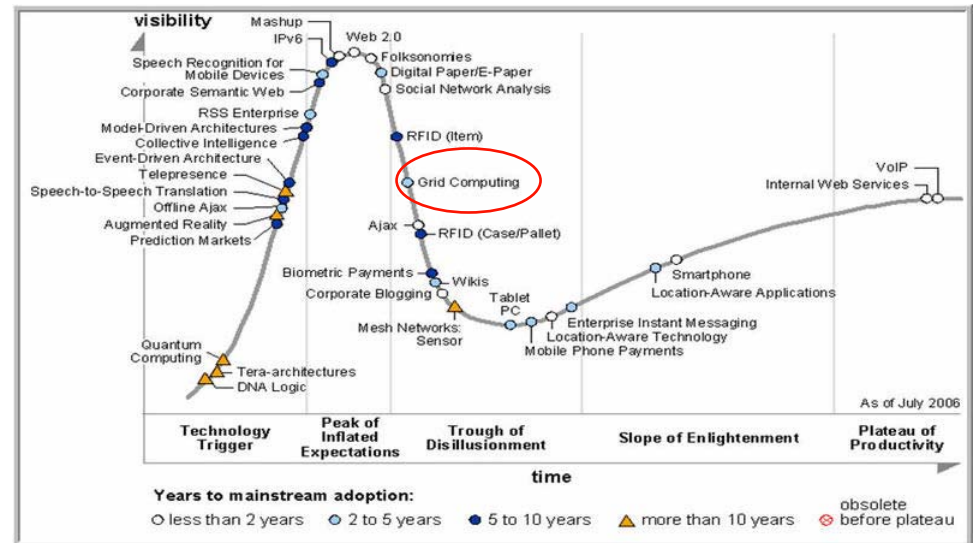 visibility
Mashup
IPv6
Web 2.0
Speech Recognition for
Mobile Devices
Folksonomies
Digital Paper/E-Paper
Corporate Semantic Web
Social Network Analysis
RSS Enterprise
Model-Driven Architectures
Collective Intelligence
RFID (Item)
Event-Driven Architecture
Telepresence
Grid Computing
Speech-to-Speech Translation
Offline Ajax
Augmented Reality
Prediction Markets
VoIP
Internal Web Services
Ajax
RFID (Case/Pallet)
Biometric Payments
Wikis
Corporate Blogging
Smartphone
Location-Aware Applications
Tablet
PC
Mesh Networks:
Sensor
Enterprise Instant Messaging
Location-Aware Technology
Mobile Phone Payments
Quantum
Computing
Tera-architectures
DNA Logic
As of July 2006
Technology
Trigger
Peak of
Inflated
Expectations
Trough of
Disillusionment
Slope of Enlightenment
Plateau of
Productivity
time
Years to mainstream adoption:
less than 2 years
2 to 5 years
5 to 10 years
more than 10 years
obsolete
before plateau